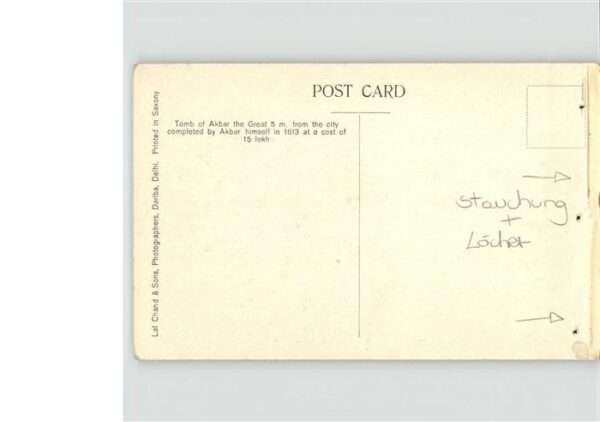 POST CARD
Tomb of Akbar the Great 5 m. from the city
completed by Akbar himself in 1613 at a cost of
15 lakh
Lal Chand & Sons, Photographers, Dariba, Delhi. Printed in Saxony
Stauchung
+
Löcher